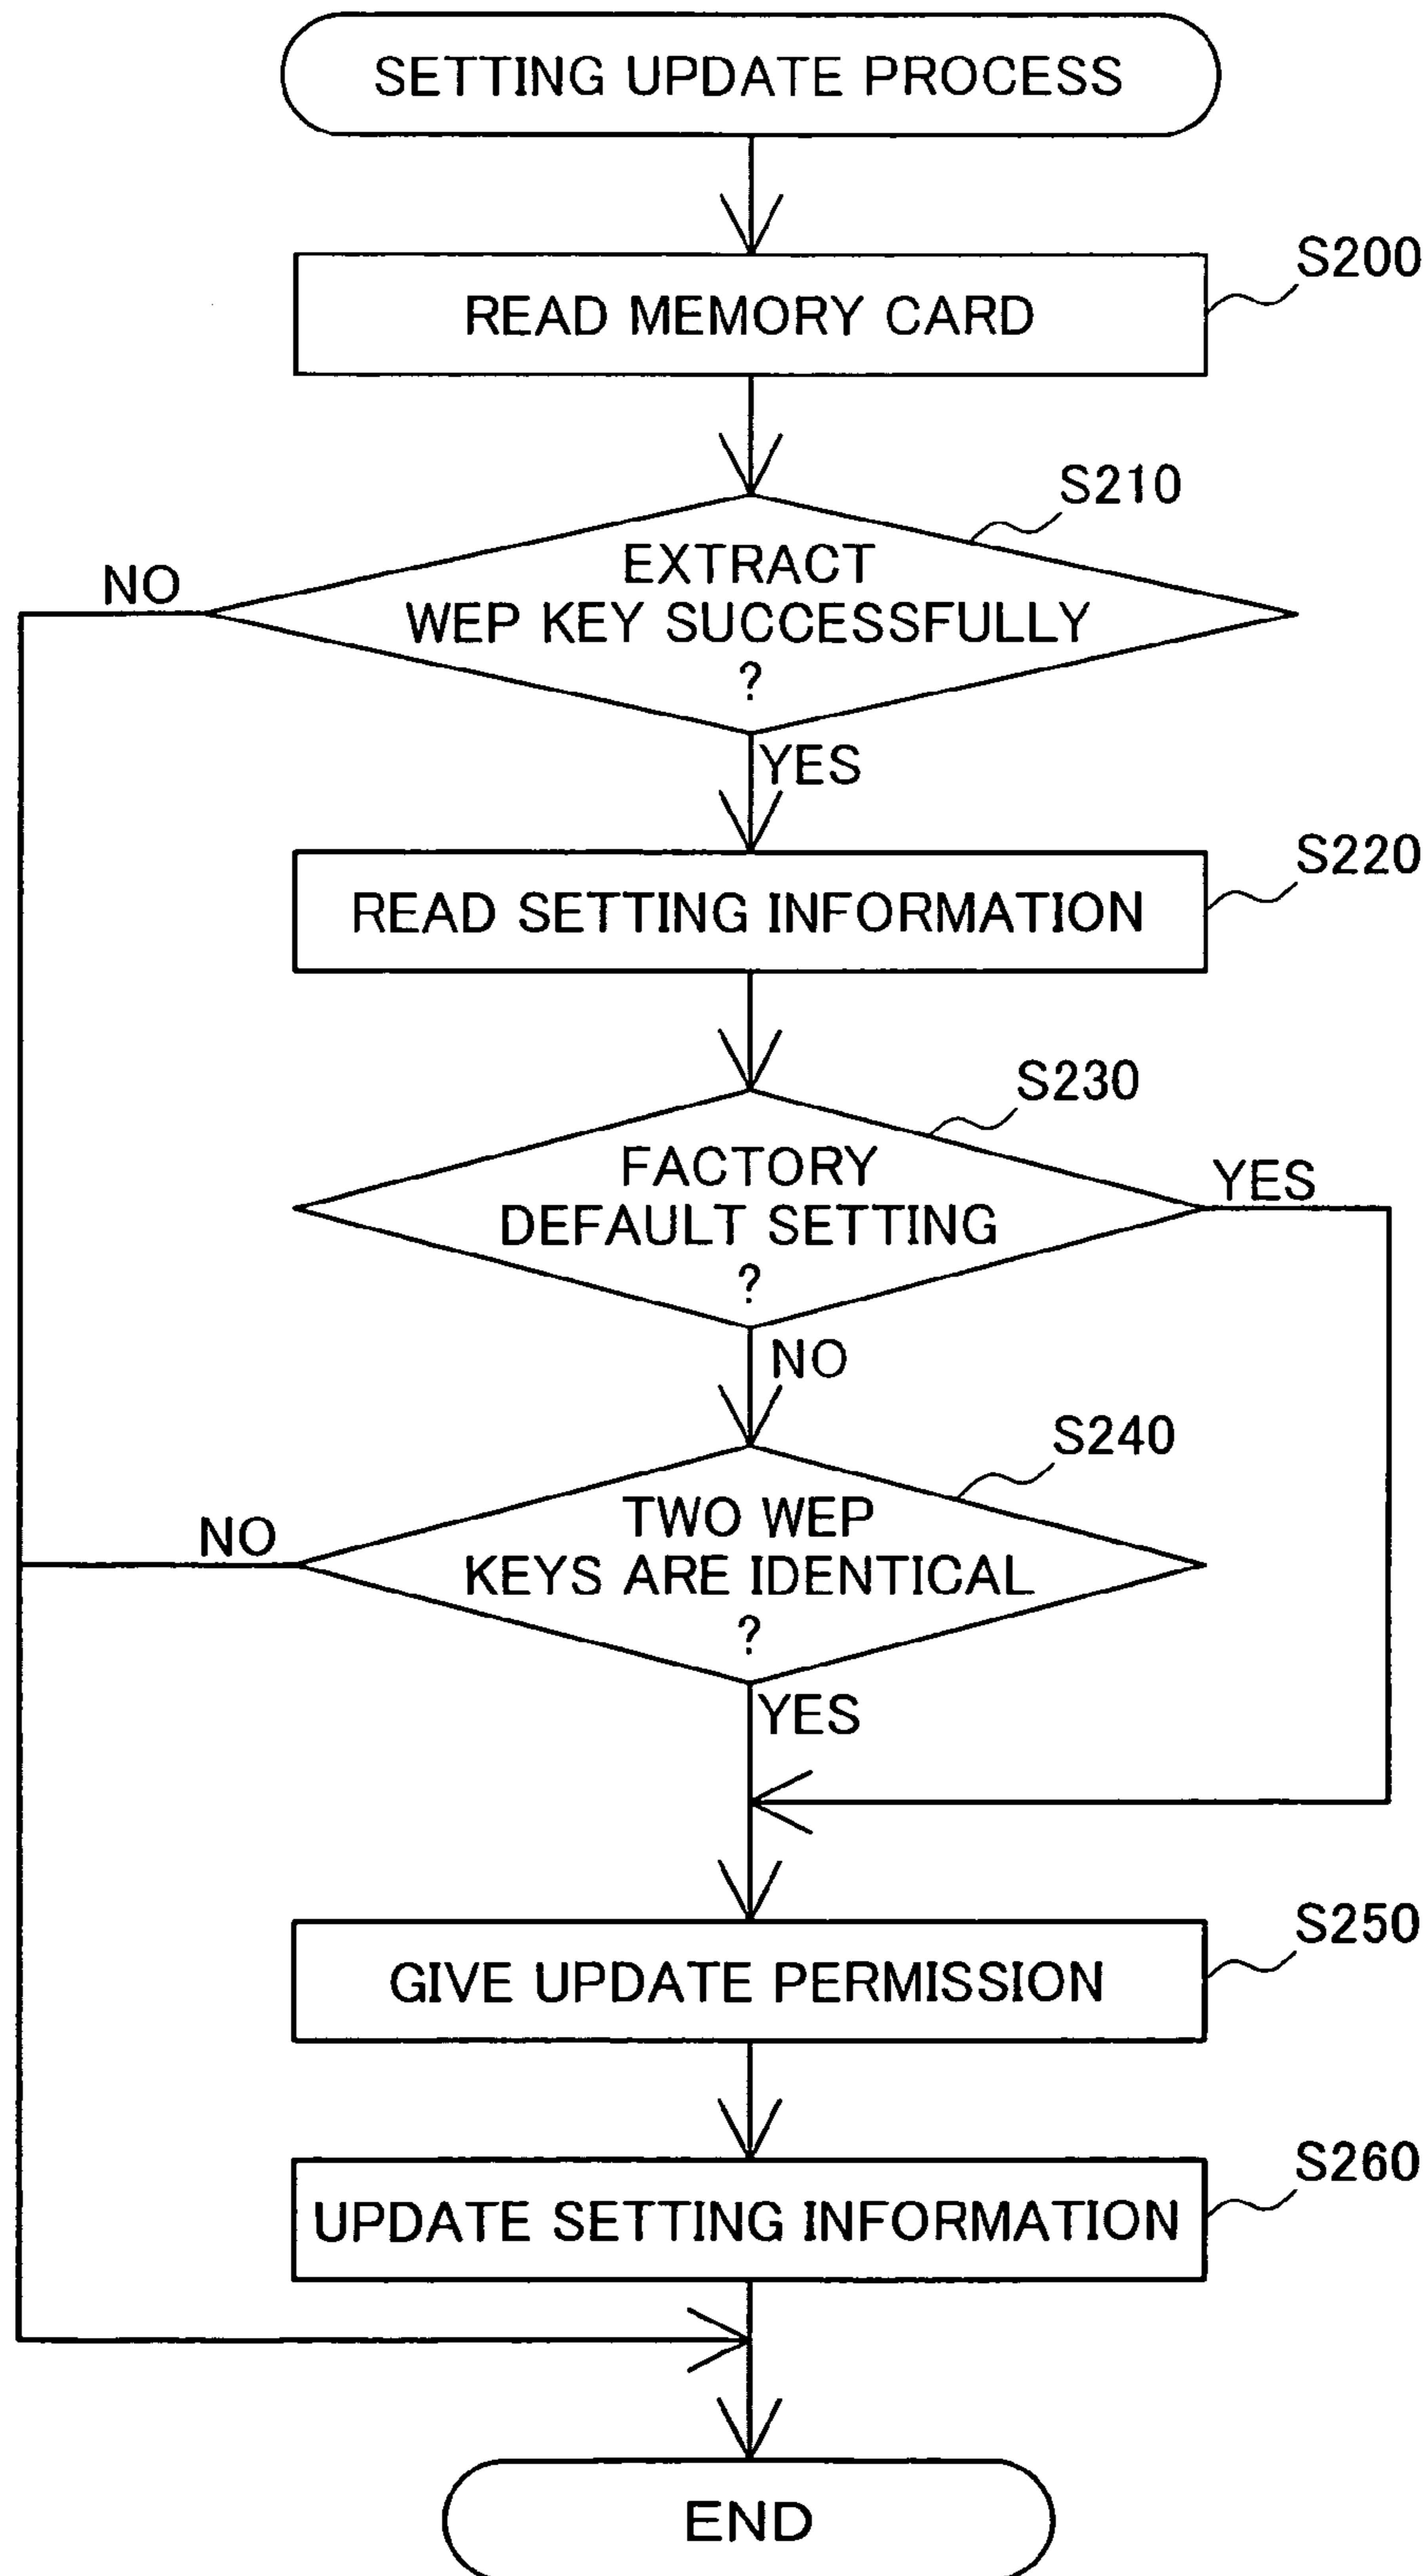 SETTING UPDATE PROCESS
S200
READ MEMORY CARD
S210
EXTRACT
WEP KEY SUCCESSFULLY
?
NO
YES
S220
READ SETTING INFORMATION
S230
FACTORY
DEFAULT SETTING
?
YES
NO
S240
TWO WEP
KEYS ARE IDENTICAL
?
NO
YES
S250
GIVE UPDATE PERMISSION
S260
UPDATE SETTING INFORMATION
END